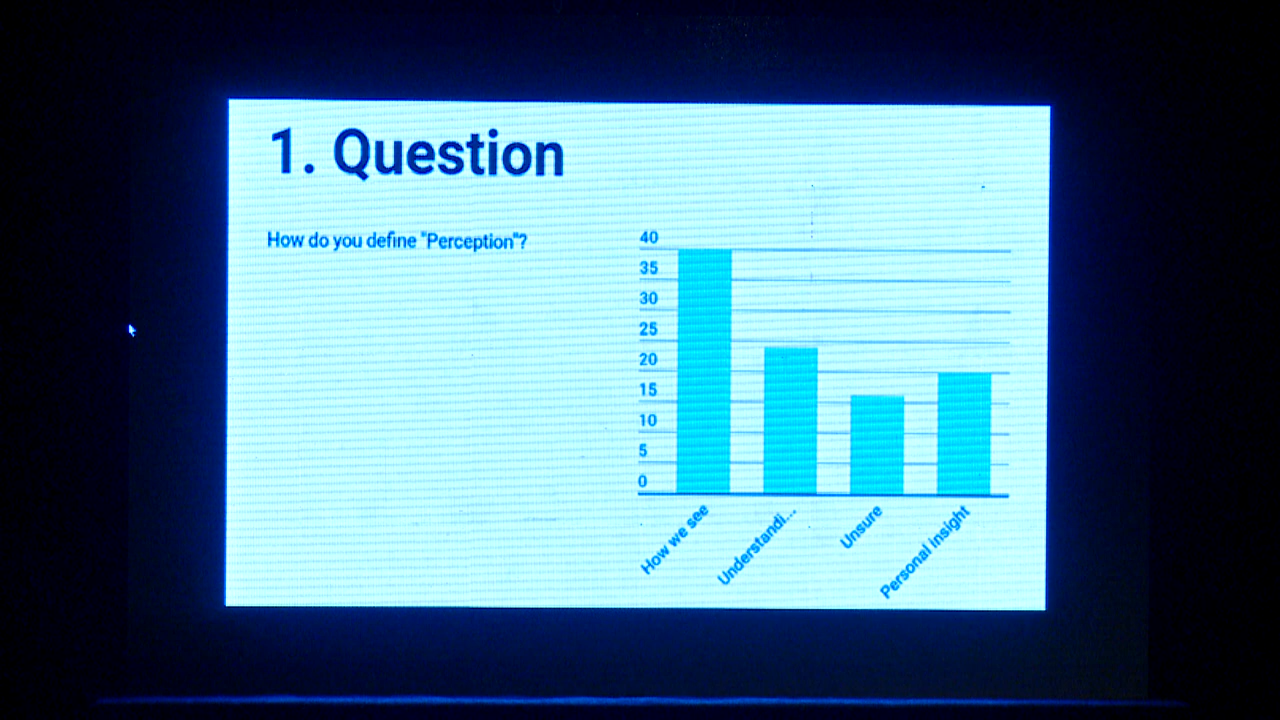 1. Question
How do you define "Perception"?
40
35
30
25
20
15
10
5
0
How we see
Understandi...
Unsure
Personal insight